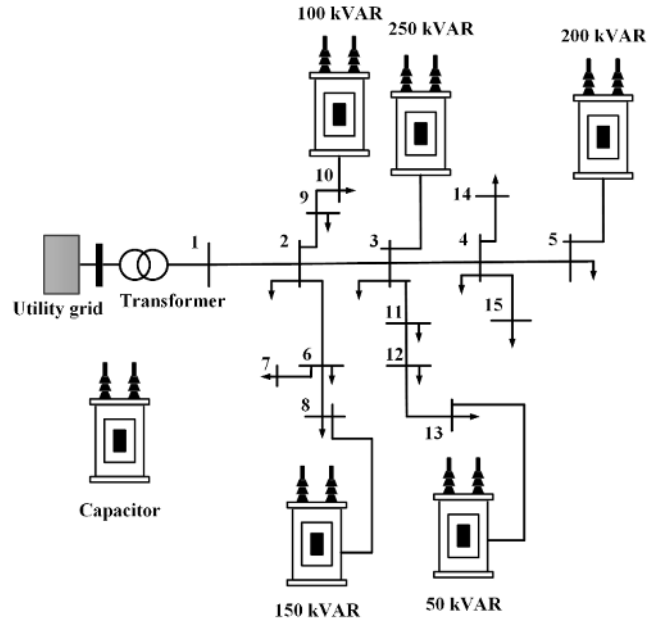 100 kVAR
250 kVAR
200 kVAR
10
14
9
1
2
3
4
5
Utility grid
Transformer
11
15
6
12
7
8
13
Capacitor
150 kVAR
50 kVAR